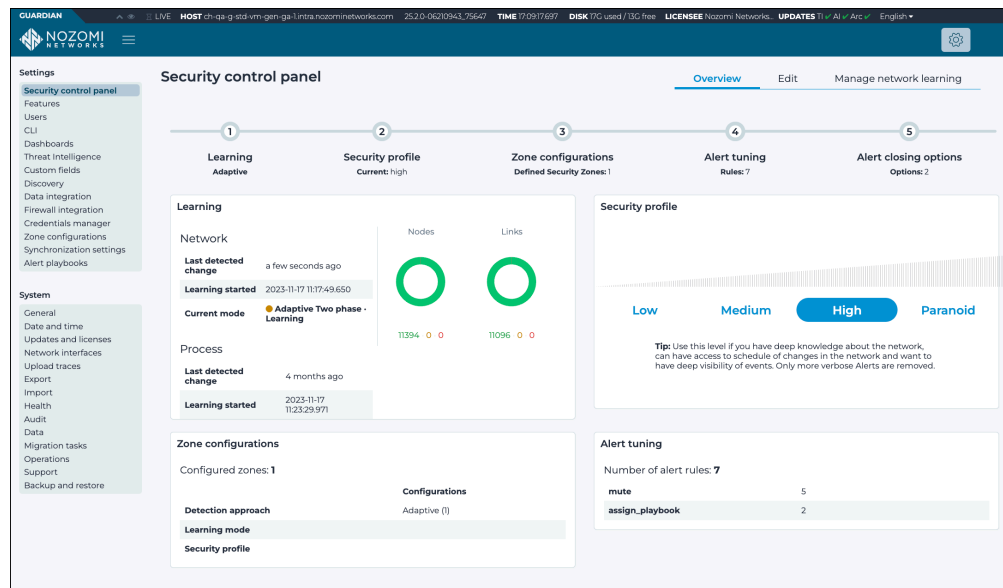 GUARDIAN LIVE HOST ch-qa-g-std-vm-gen-ga-1.intra.nozominetworks.com 25.2.0-06210943_75647 TIME 17:09:17.697 DISK 17G used / 13G free LICENSEE Nozomi Networks... UPDATES TI ✓ AI ✓ Arc ✓ English
NOZOMI
NETWORKS
Settings
Security control panel
Features
Users
CLI
Dashboards
Threat Intelligence
Custom fields
Discovery
Data integration
Firewall integration
Credentials manager
Zone configurations
Synchronization settings
Alert playbooks
System
General
Date and time
Updates and licenses
Network interfaces
Upload traces
Export
Import
Health
Audit
Data
Migration tasks
Operations
Support
Backup and restore
Security control panel
Overview Edit Manage network learning
1 2 3 4 5
Learning Security profile Zone configurations Alert tuning Alert closing options
Adaptive Current: high Defined Security Zones: 1 Rules: 7 Options: 2
Learning
Network
Last detected change a few seconds ago
Learning started 2023-11-17 11:17:49.650
Current mode Adaptive Two phase - Learning
Process
Last detected change 4 months ago
Learning started 2023-11-17 11:23:29.971
Nodes Links
11394 0 0 11096 0 0
Security profile
Low Medium High Paranoid
Tip: Use this level if you have deep knowledge about the network,
can have access to schedule of changes in the network and want to
have deep visibility of events. Only more verbose Alerts are removed.
Zone configurations
Configured zones: 1
Configurations
Detection approach Adaptive (1)
Learning mode
Security profile
Alert tuning
Number of alert rules: 7
mute 5
assign_playbook 2